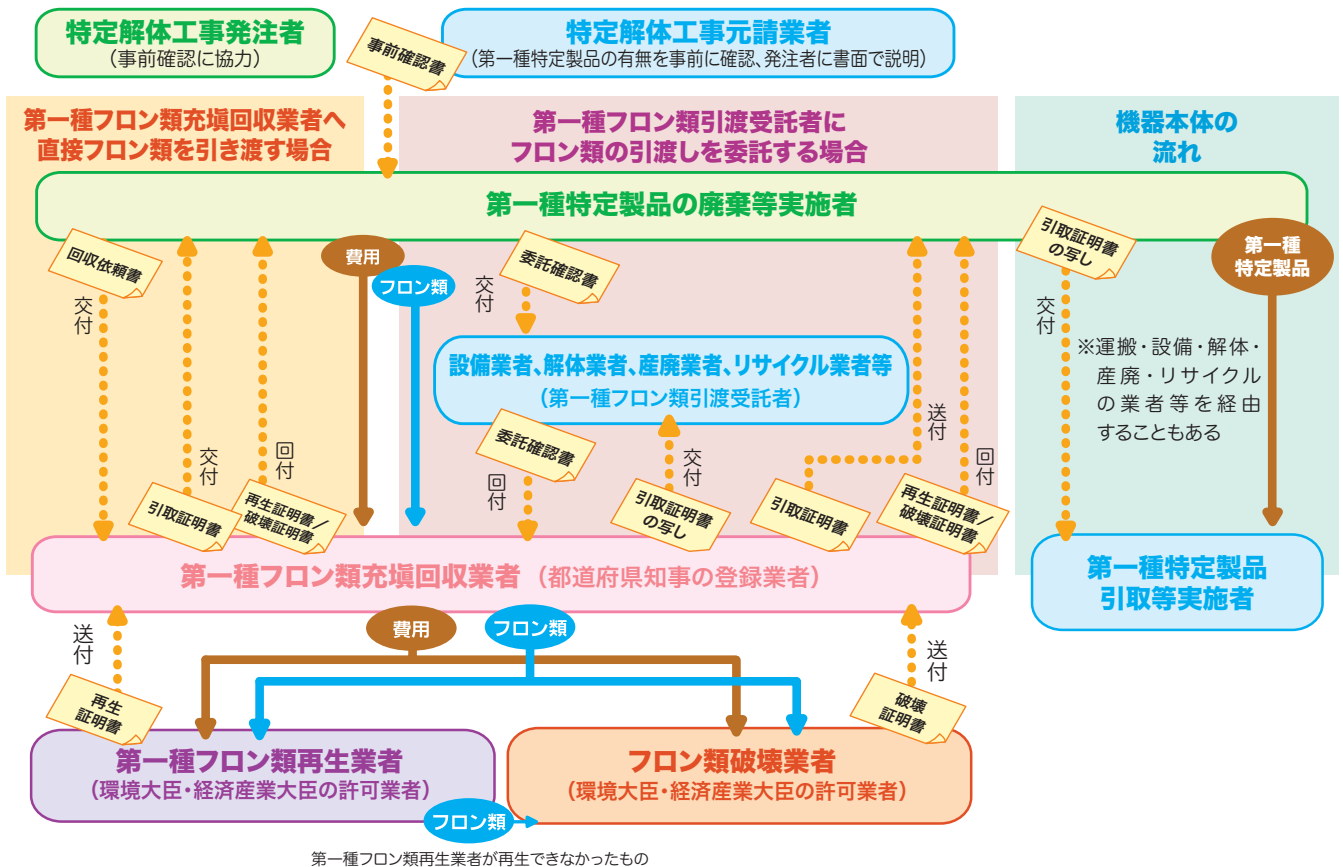 特定解体工事発注者
(事前確認に協力)
事前確認書
特定解体工事元請業者
(第一種特定製品の有無を事前に確認、発注者に書面で説明)
第一種フロン類充塡回収業者へ
直接フロン類を引き渡す場合
第一種フロン類引渡受託者に
フロン類の引渡しを委託する場合
機器本体の
流れ
第一種特定製品の廃棄等実施者
回収依頼書
交付
引取証明書
交付
再生証明書/
破壊証明書
回付
費用
フロン類
委託確認書
交付
設備業者、解体業者、産廃業者、リサイクル業者等
(第一種フロン類引渡受託者)
委託確認書
回付
引取証明書
の写し
交付
引取証明書
送付
再生証明書/
破壊証明書
回付
引取証明書
の写し
交付
第一種
特定製品
※運搬・設備・解体・
産廃・リサイクル
の業者等を経由
することもある
第一種フロン類充塡回収業者(都道府県知事の登録業者)
第一種特定製品
引取等実施者
送付
再生
証明書
費用
フロン類
送付
破壊
証明書
第一種フロン類再生業者
(環境大臣・経済産業大臣の許可業者)
フロン類破壊業者
(環境大臣・経済産業大臣の許可業者)
フロン類
第一種フロン類再生業者が再生できなかったもの